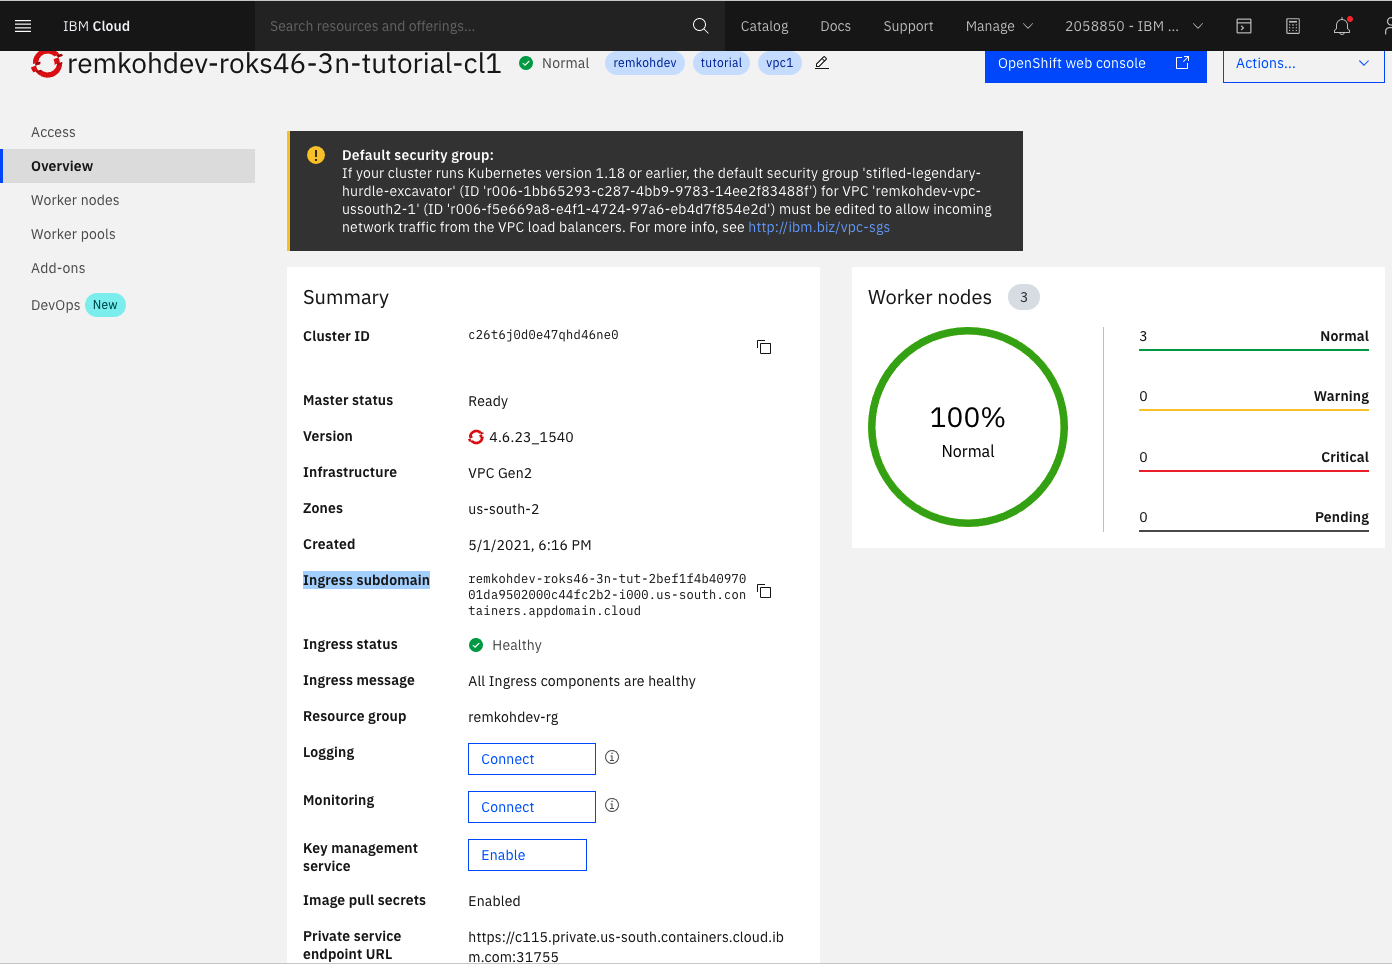 IBM Cloud
Search resources and offerings...
Catalog
Docs
Support
Manage
2058850 - IBM ...
remkohdev-roks46-3n-tutorial-cl1
Normal
remkohdev
tutorial
vpc1
OpenShift web console
Actions...
Access
Overview
Worker nodes
Worker pools
Add-ons
DevOps New
Default security group:
If your cluster runs Kubernetes version 1.18 or earlier, the default security group 'stifled-legendary-
hurdle-excavator' (ID 'r006-1bb65293-c287-4bb9-9783-14ee2f83488f') for VPC 'remkohdev-vpc-
ussouth2-1' (ID 'r006-f5e669a8-e4f1-4724-97a6-eb4d7f854e2d') must be edited to allow incoming
network traffic from the VPC load balancers. For more info, see http://ibm.biz/vpc-sgs
Summary
Cluster ID
c26t6j0d0e47qhd46ne0
Master status
Ready
Version
4.6.23_1540
Infrastructure
VPC Gen2
Zones
us-south-2
Created
5/1/2021, 6:16 PM
Ingress subdomain
remkohdev-roks46-3n-tut-2bef1f4b40970
01da9502000c44fc2b2-i000.us-south.con
tainers.appdomain.cloud
Ingress status
Healthy
Ingress message
All Ingress components are healthy
Resource group
remkohdev-rg
Logging
Connect
Monitoring
Connect
Key management
service
Enable
Image pull secrets
Enabled
Private service
endpoint URL
https://c115.private.us-south.containers.cloud.ib
m.com:31755
Worker nodes 3
100%
Normal
3 Normal
0 Warning
0 Critical
0 Pending